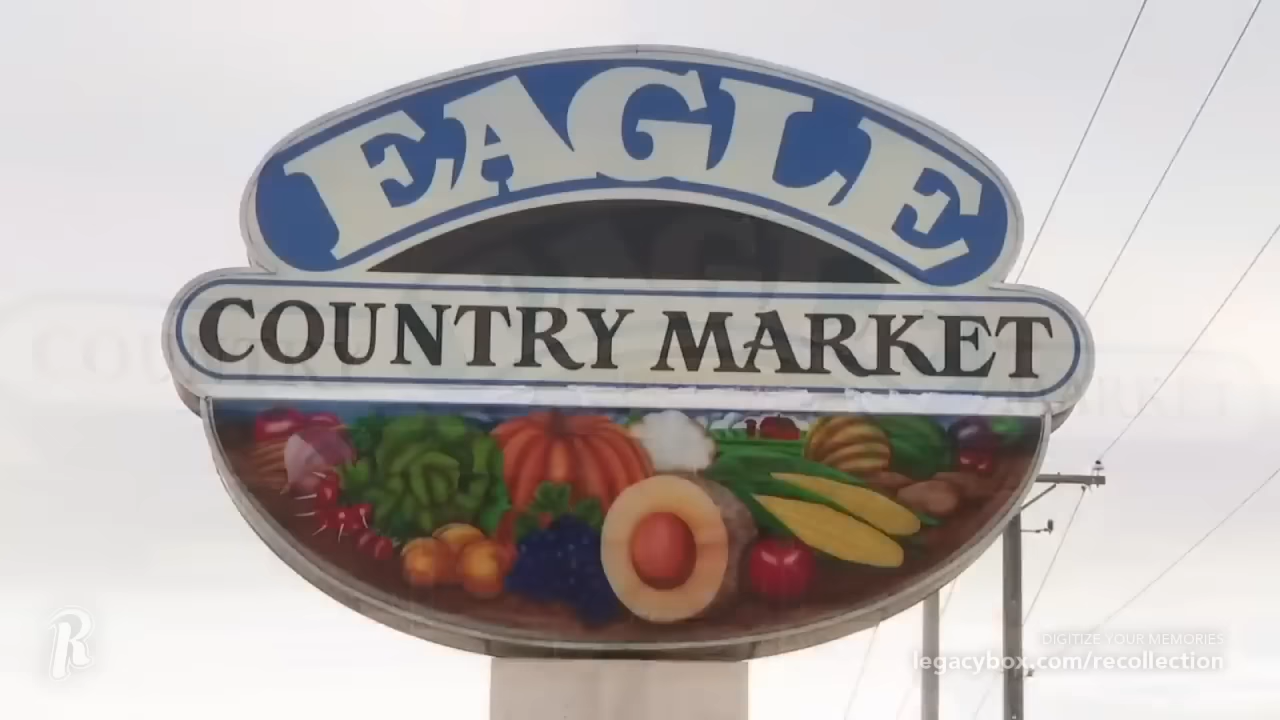 EAGLE
COUNTRY MARKET
R
DIGITIZE YOUR MEMORIES
legacybox.com/recollection